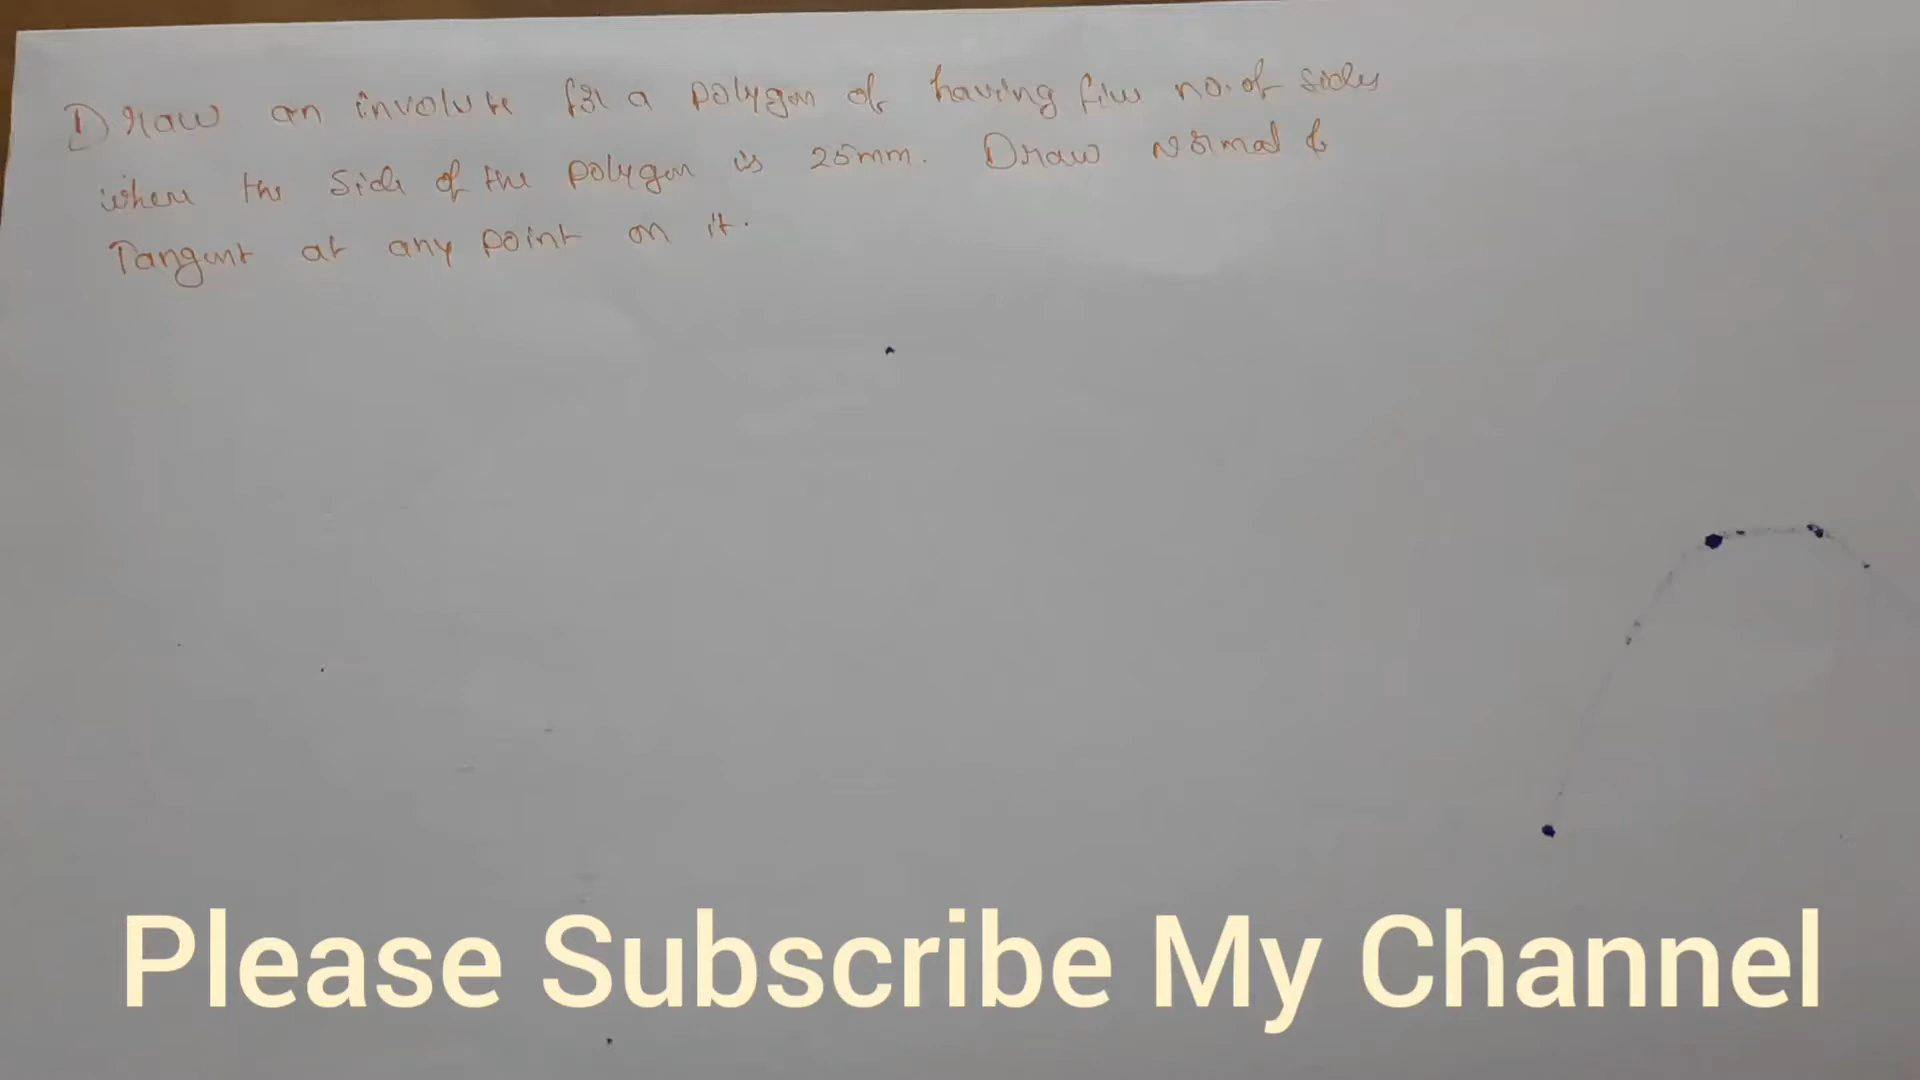 Draw an involute for a polygon of having five no. of sides
where the side of the polygon is 25mm. Draw normal &
Tangent at any point on it.
Please Subscribe My Channel